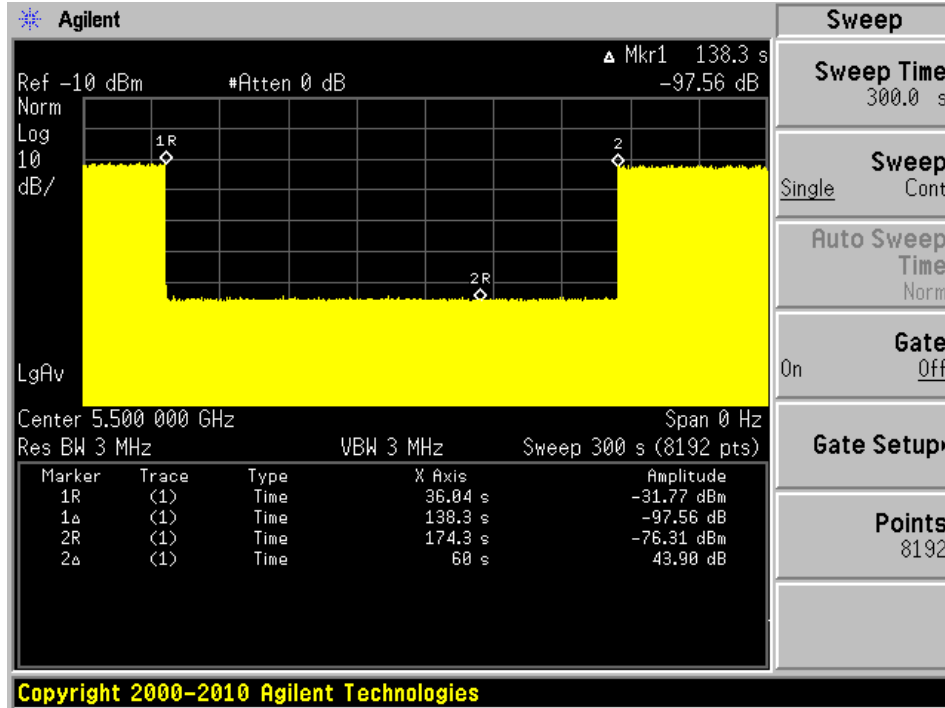 Agilent
Sweep
Δ Mkr1 138.3 s
Ref -10 dBm #Atten 0 dB -97.56 dB
Norm
Log
10
dB/
1R
2
2R
LgAv
Center 5.500 000 GHz Span 0 Hz
Res BW 3 MHz VBW 3 MHz Sweep 300 s (8192 pts)
Marker Trace Type X Axis Amplitude
1R (1) Time 36.04 s -31.77 dBm
1Δ (1) Time 138.3 s -97.56 dB
2R (1) Time 174.3 s -76.31 dBm
2Δ (1) Time 60 s 43.90 dB
Sweep Time
300.0 s
Sweep
Single Cont
Auto Sweep
Time
Norm
Gate
On Off
Gate Setup
Points
8192
Copyright 2000-2010 Agilent Technologies